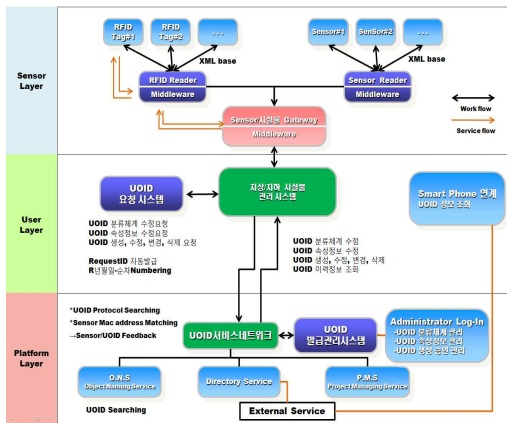 RFID
Tag#1
RFID
Tag#2
...
Sensor#1
SenSor#2
...
XML base
XML base
Sensor
Layer
RFID Reader
Middleware
Sensor Reader
Middleware
Work flow
Service flow
Sensor시설물 Gateway
Middleware
User
Layer
UOID
요청 시스템
지상/지하 시설물
관리 시스템
Smart Phone 연계
UOID 정보 조회
UOID 분류체계 수정요청
UOID 속성정보 수정요청
UOID 생성, 수정, 변경, 삭제 요청
RequestID 자동발급
R년월일-순차Numbering
UOID 분류체계 수정
UOID 속성정보 수정
UOID 생성, 수정, 변경, 삭제
UOID 이력정보 조회
Platform
Layer
*UOID Protocol Searching
*Sensor Mac address Matching
→Sensor/UOID Feedback
UOID서비스네트워크
UOID
발급관리시스템
Administrator Log-In
-UOID 분류체계 관리
-UOID 속성정보 관리
-UOID 생성 승인 관리
O.N.S
Object Naming Service
Directory Service
P.M.S
Project Managing Service
UOID Searching
External Service